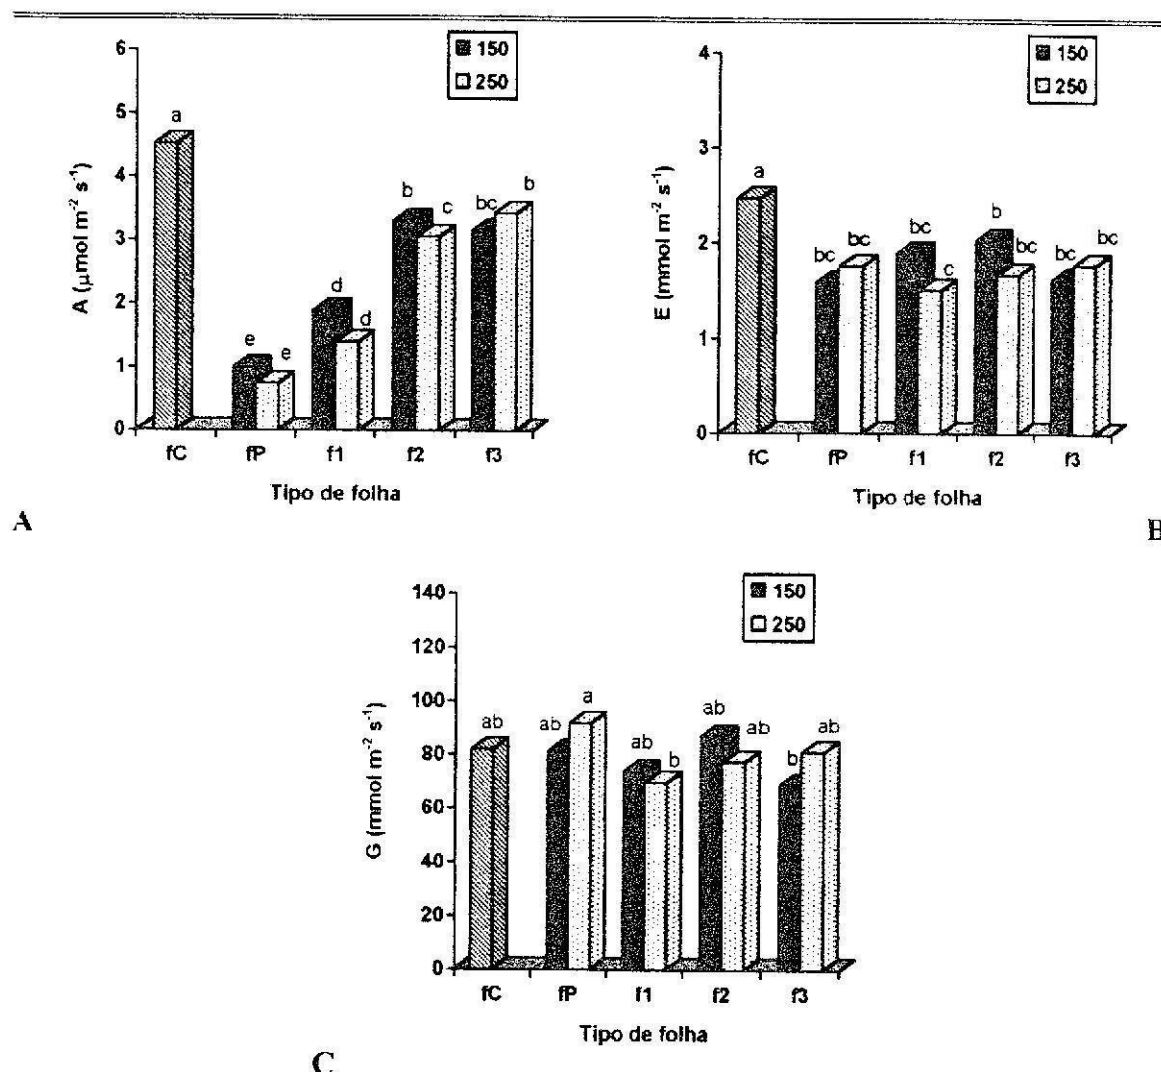 6
5
4
3
2
1
0
A (µmol m⁻² s⁻¹)
150
250
a
e
e
d
d
b
c
bc
b
fC fP f1 f2 f3
Tipo de folha
A
4
3
2
1
0
E (mmol m⁻² s⁻¹)
150
250
a
bc
bc
bc
c
b
bc
bc
bc
fC fP f1 f2 f3
Tipo de folha
B
140
120
100
80
60
40
20
0
G (mmol m⁻² s⁻¹)
150
250
ab
ab
a
ab
b
ab
ab
b
ab
fC fP f1 f2 f3
Tipo de folha
C